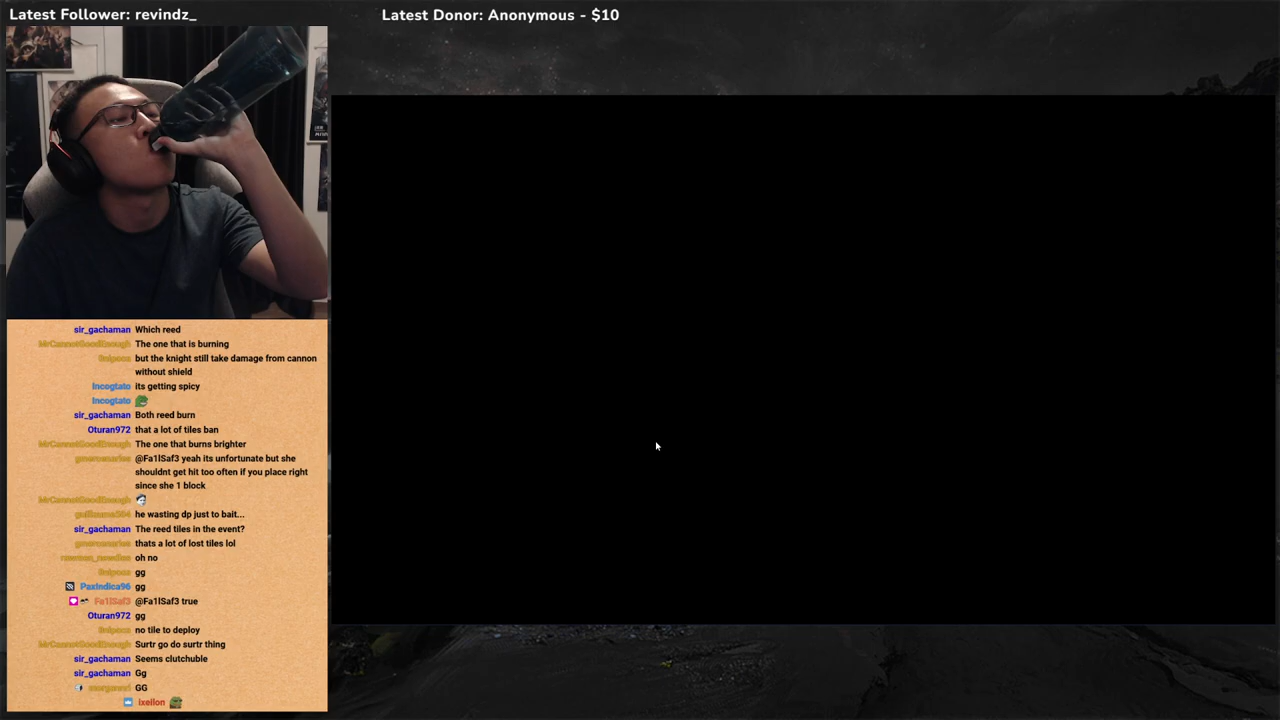 Latest Follower: revindz_
Latest Donor: Anonymous - $10
sir_gachaman Which reed
MrCannotGoodEnough The one that is burning
but the knight still take damage from cannon
without shield
Incogtato its getting spicy
Incogtato
sir_gachaman Both reed burn
Oturan972 that a lot of tiles ban
MrCannotGoodEnough The one that burns brighter
@Fa1lSaf3 yeah its unfortunate but she
shouldnt get hit too often if you place right
since she 1 block
MrCannotGoodEnough
he wasting dp just to bait...
sir_gachaman The reed tiles in the event?
thats a lot of lost tiles lol
oh no
gg
PaxIndica96 gg
Fa1lSaf3 @Fa1lSaf3 true
Oturan972 gg
no tile to deploy
MrCannotGoodEnough Surtr go do surtr thing
sir_gachaman Seems clutchuble
sir_gachaman Gg
GG
ixellon